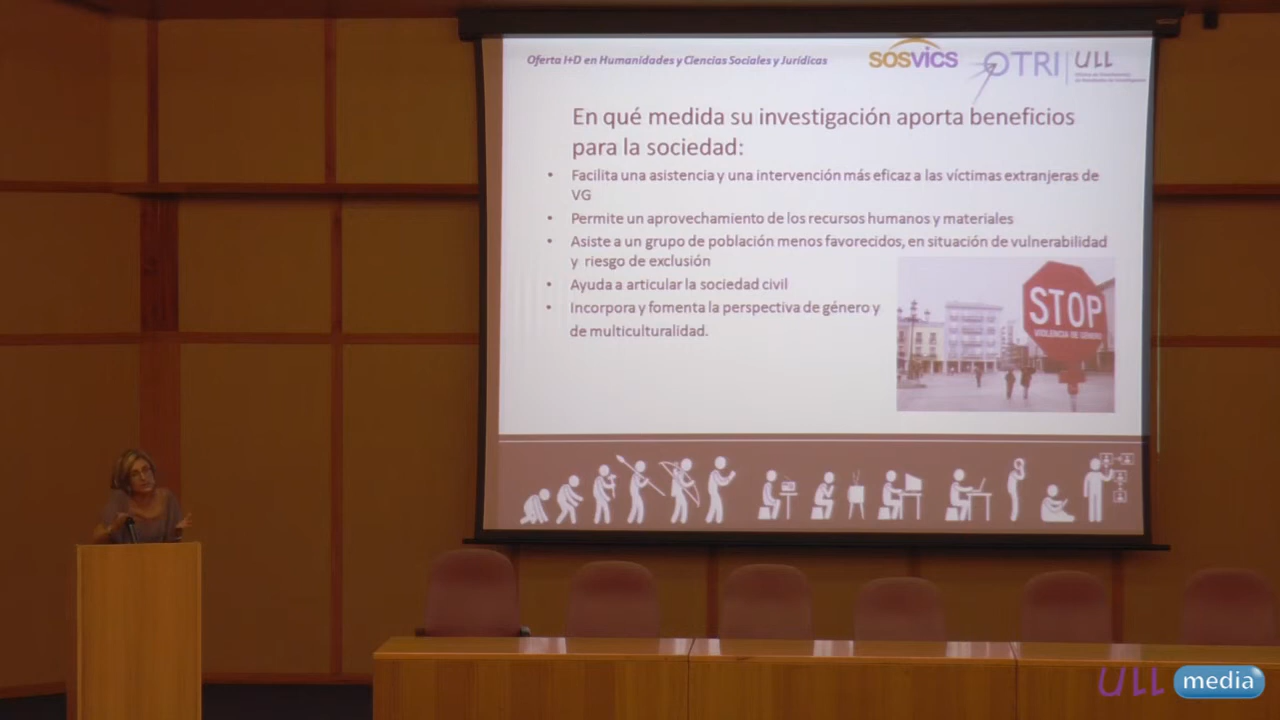 Oferta I+D en Humanidades y Ciencias Sociales y Jurídicas
SOSVICS
OTRI
ULL
En qué medida su investigación aporta beneficios
para la sociedad:
• Facilita una asistencia y una intervención más eficaz a las víctimas extranjeras de
VG
• Permite un aprovechamiento de los recursos humanos y materiales
• Asiste a un grupo de población menos favorecidos, en situación de vulnerabilidad
y riesgo de exclusión
• Ayuda a articular la sociedad civil
• Incorpora y fomenta la perspectiva de género y
de multiculturalidad.
STOP
VIOLENCIA DE GÉNERO
ULL media